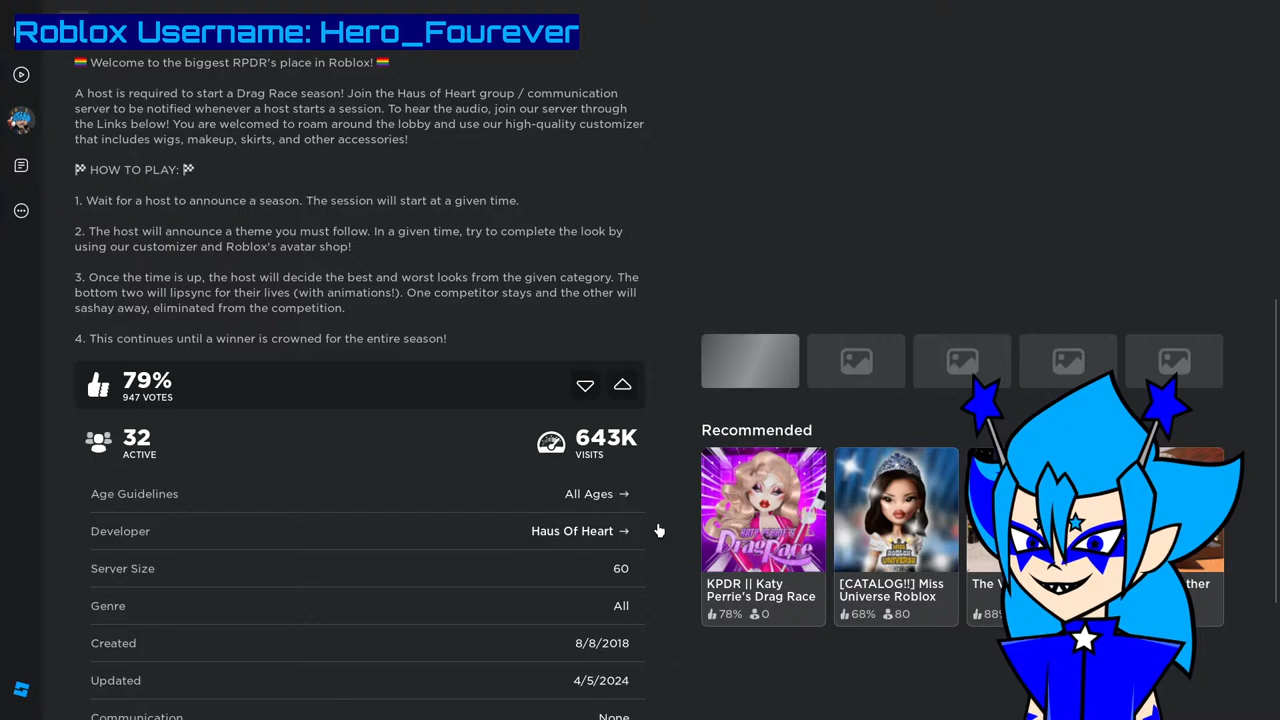 Roblox Username: Hero_Fourever
🏳️‍🌈 Welcome to the biggest RPDR's place in Roblox! 🏳️‍🌈
A host is required to start a Drag Race season! Join the Haus of Heart group / communication
server to be notified whenever a host starts a session. To hear the audio, join our server through
the Links below! You are welcomed to roam around the lobby and use our high-quality customizer
that includes wigs, makeup, skirts, and other accessories!
🏁 HOW TO PLAY: 🏁
1. Wait for a host to announce a season. The session will start at a given time.
2. The host will announce a theme you must follow. In a given time, try to complete the look by
using our customizer and Roblox's avatar shop!
3. Once the time is up, the host will decide the best and worst looks from the given category. The
bottom two will lipsync for their lives (with animations!). One competitor stays and the other will
sashay away, eliminated from the competition.
4. This continues until a winner is crowned for the entire season!
79%
947 VOTES
32
ACTIVE
643K
VISITS
Age Guidelines
All Ages →
Developer
Haus Of Heart →
Server Size
60
Genre
All
Created
8/8/2018
Updated
4/5/2024
Communication
None
Recommended
KATY PERRIE'S
Drag Race
KPDR || Katy
Perrie's Drag Race
78%
0
[CATALOG!!] Miss
Universe Roblox
68%
80
The
88%